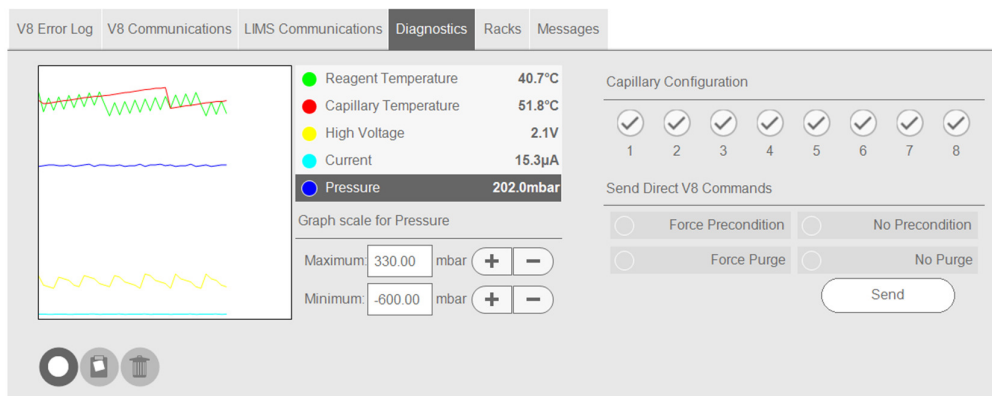 V8 Error Log V8 Communications LIMS Communications Diagnostics Racks Messages
Reagent Temperature 40.7°C
Capillary Temperature 51.8°C
High Voltage 2.1V
Current 15.3µA
Pressure 202.0mbar
Graph scale for Pressure
Maximum: 330.00 mbar + −
Minimum: -600.00 mbar + −
Capillary Configuration
1 2 3 4 5 6 7 8
Send Direct V8 Commands
Force Precondition No Precondition
Force Purge No Purge
Send